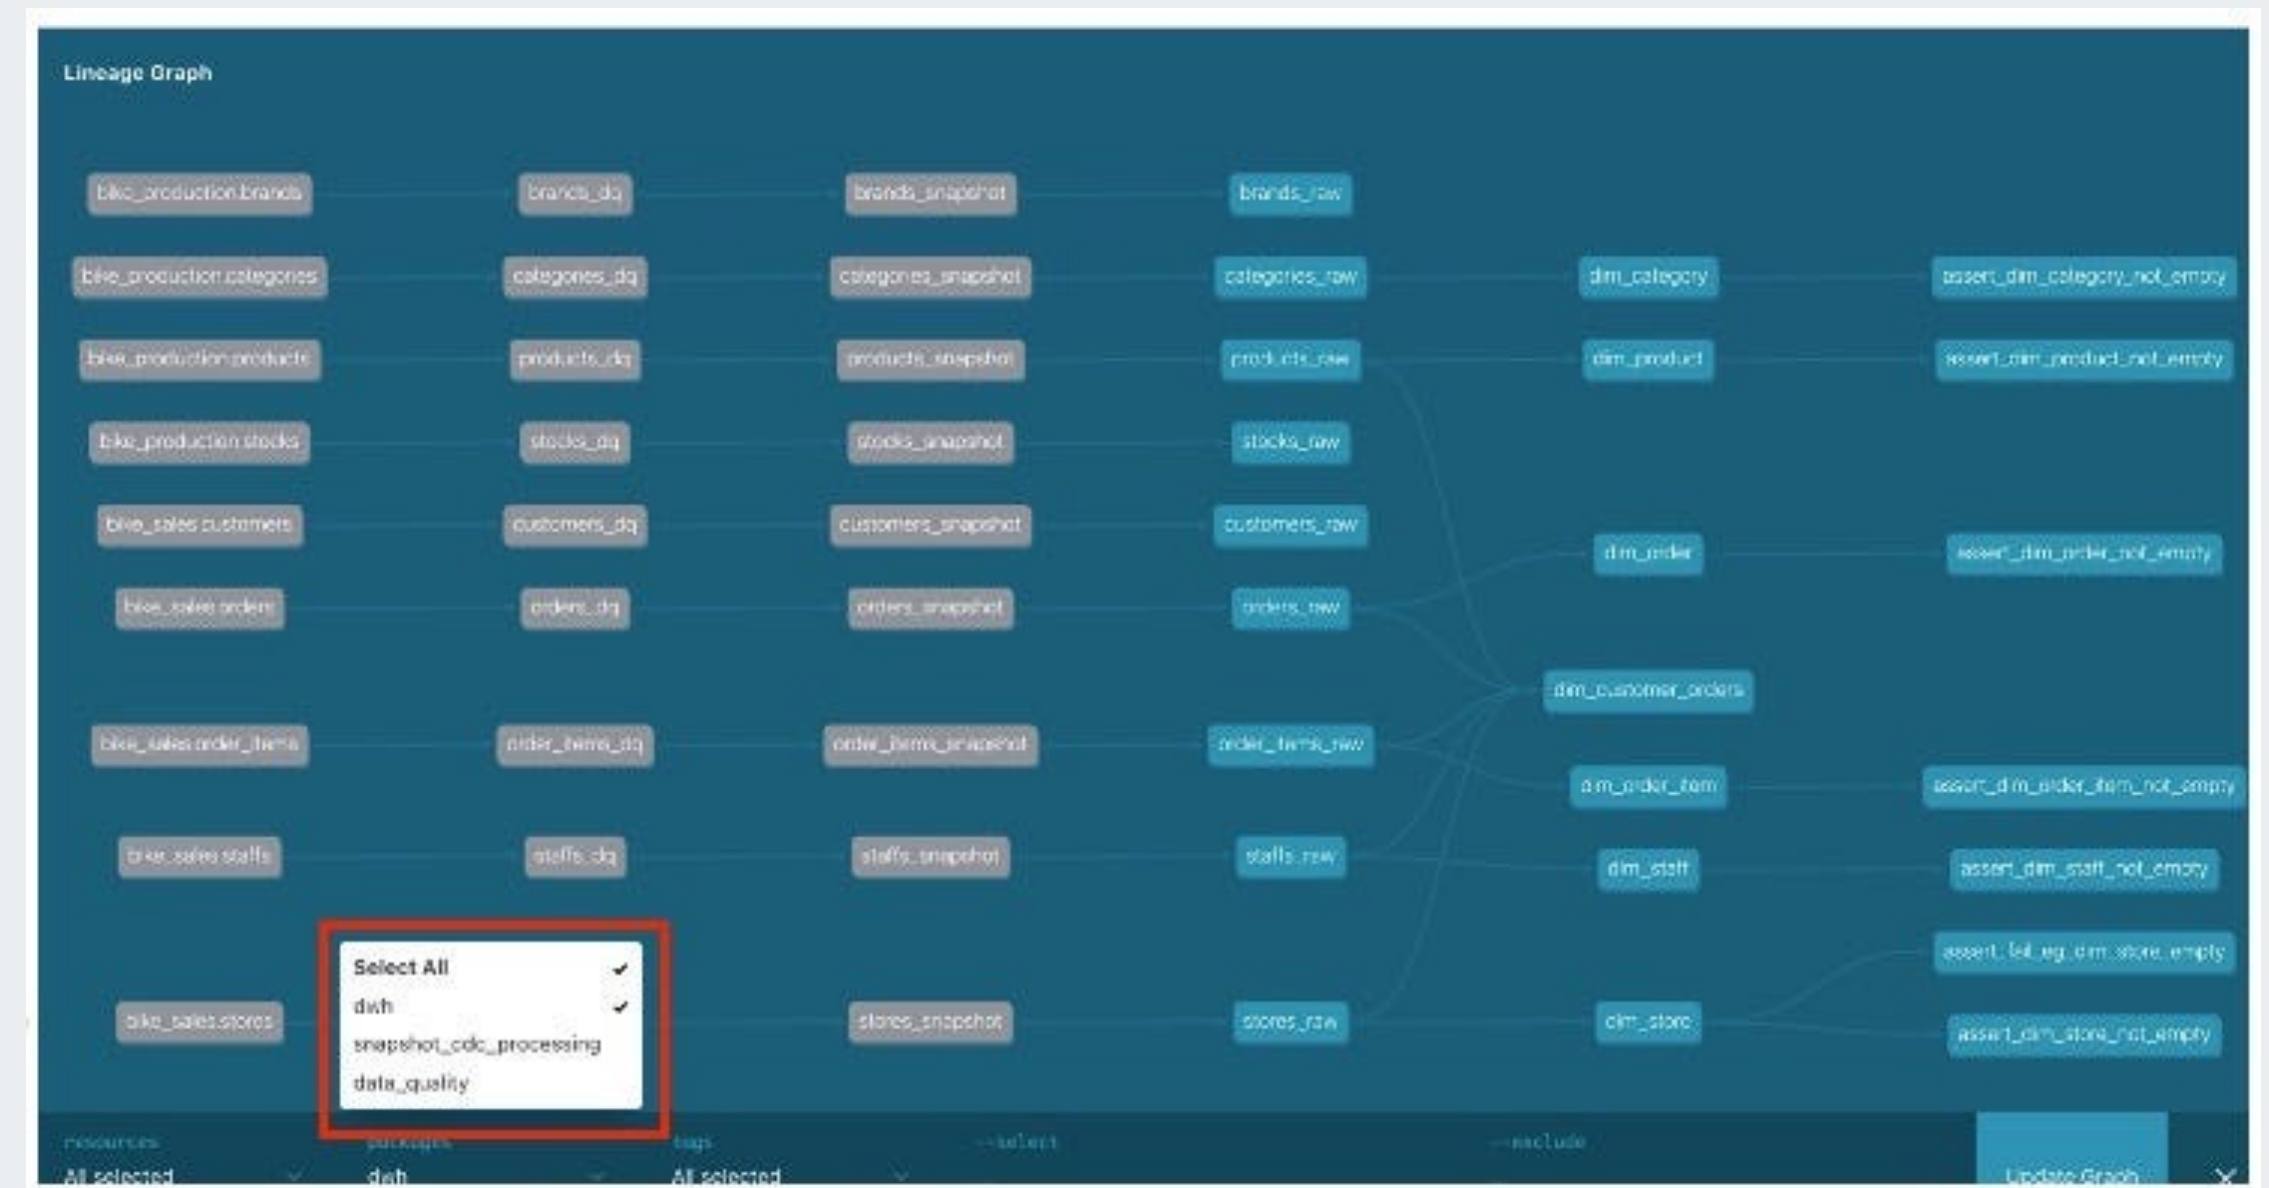 Lineage Graph
bike_production.brands brands_dq brands_snapshot brands_raw
bike_production.categories categories_dq categories_snapshot categories_raw dim_category assert_dim_category_not_empty
bike_production.products products_dq products_snapshot products_raw dim_product assert_dim_product_not_empty
bike_production.stocks stocks_dq stocks_snapshot stocks_raw
bike_sales.customers customers_dq customers_snapshot customers_raw
dim_order assert_dim_order_not_empty
bike_sales.orders orders_dq orders_snapshot orders_raw
dim_customer_orders
bike_sales.order_items order_items_dq order_items_snapshot order_items_raw
dim_order_item assert_dim_order_item_not_empty
bike_sales.staffs staffs_dq staffs_snapshot staffs_raw
dim_staff assert_dim_staff_not_empty
assert_fail_eg_dim_store_empty
Select All
dwh
bike_sales.stores stores_snapshot stores_raw dim_store
assert_dim_store_not_empty
snapshot_cdc_processing
data_quality
resources packages tags --select --exclude
All selected dwh All selected Update Graph